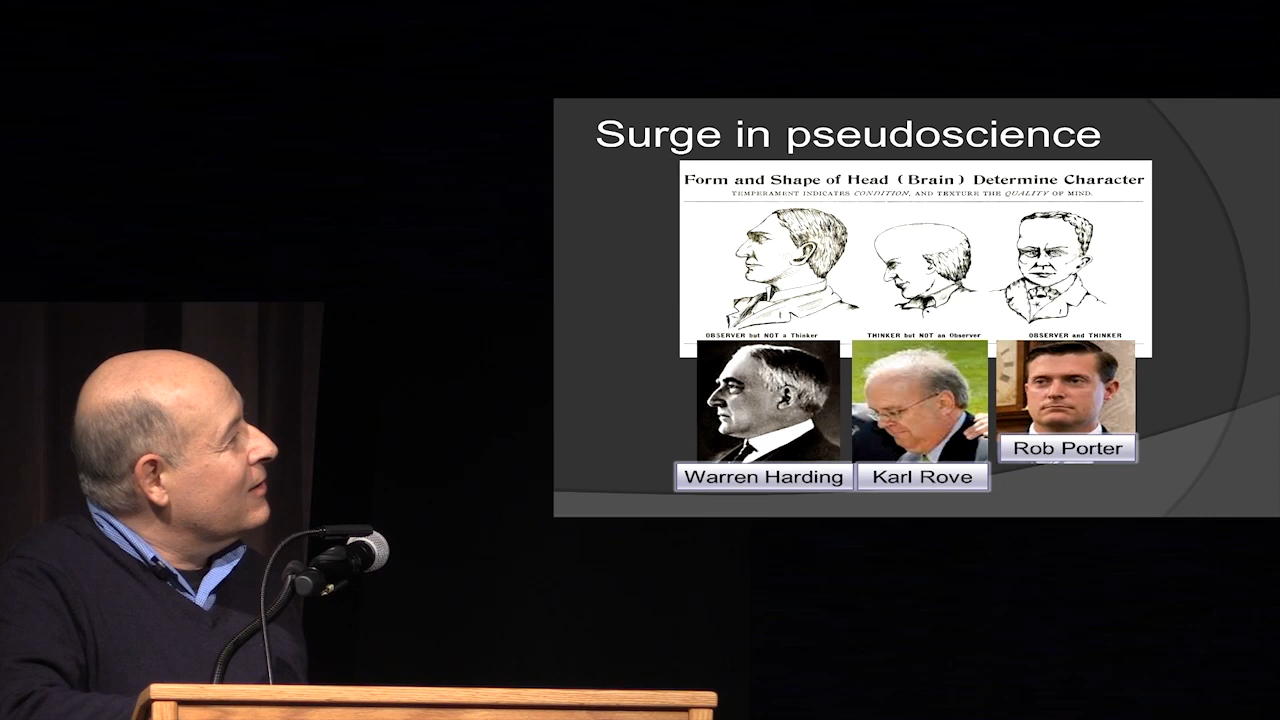 Surge in pseudoscience
Form and Shape of Head ( Brain ) Determine Character
TEMPERAMENT INDICATES CONDITION, AND TEXTURE THE QUALITY OF MIND.
OBSERVER but NOT a Thinker
THINKER but NOT an Observer
OBSERVER and THINKER
Warren Harding
Karl Rove
Rob Porter